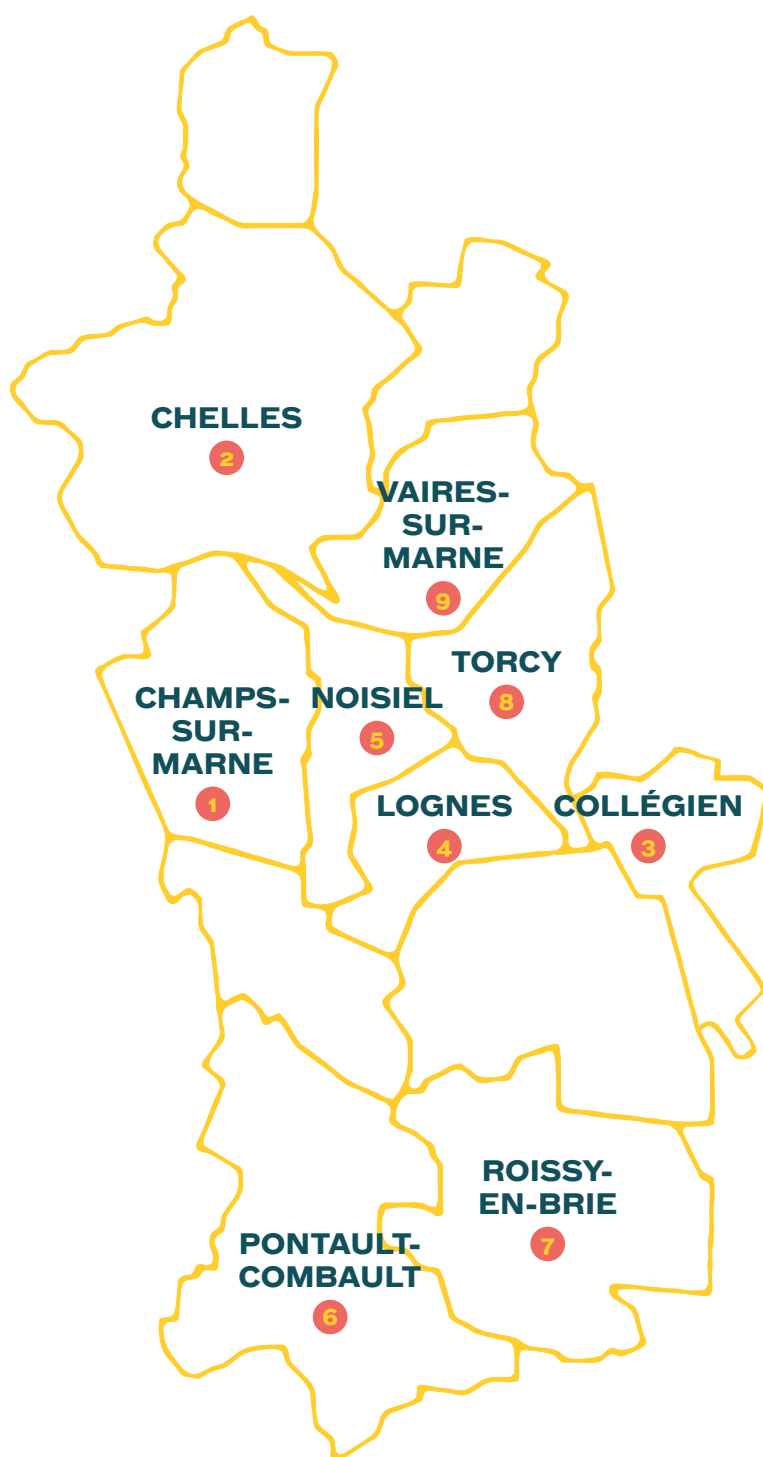 CHELLES
2
VAIRES-
SUR-
MARNE
9
TORCY
8
CHAMPS-
SUR-
MARNE
1
NOISIEL
5
LOGNES
4
COLLÉGIEN
3
ROISSY-
EN-BRIE
7
PONTAULT-
COMBAULT
6